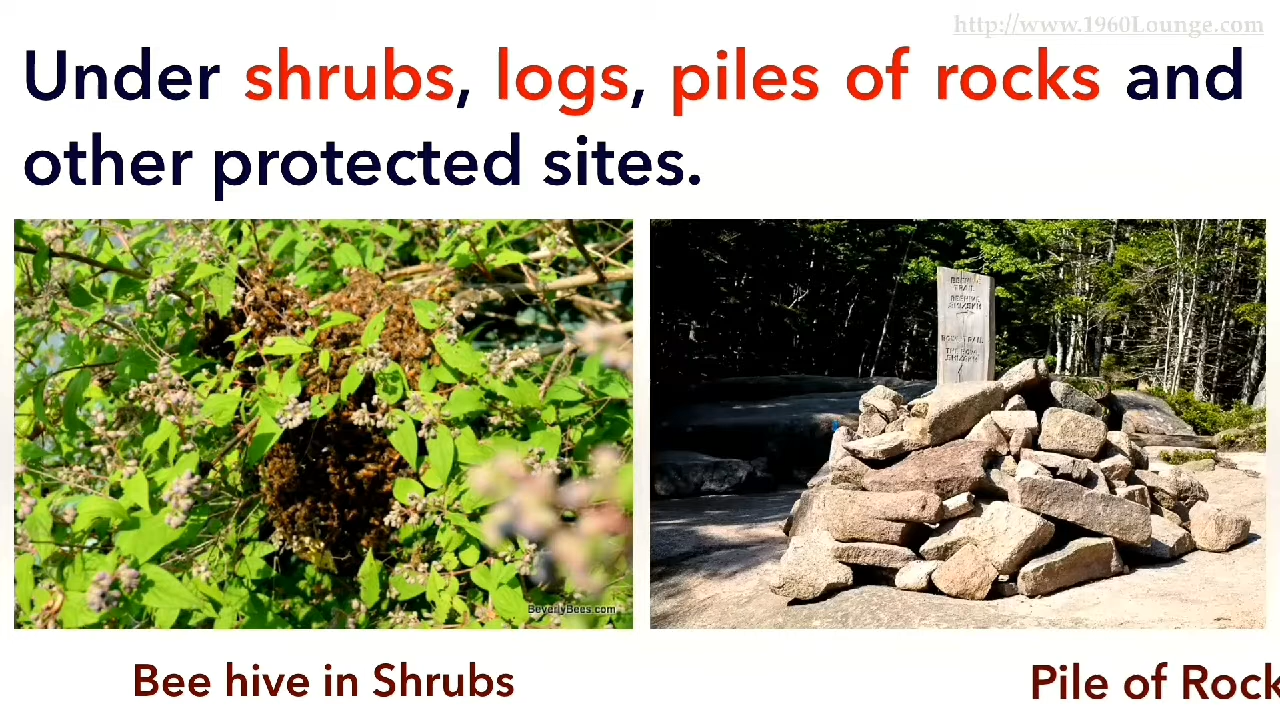 http://www.1960Lounge.com
Under shrubs, logs, piles of rocks and
other protected sites.
TRAIL
BeverlyBees.com
Bee hive in Shrubs
Pile of Rock